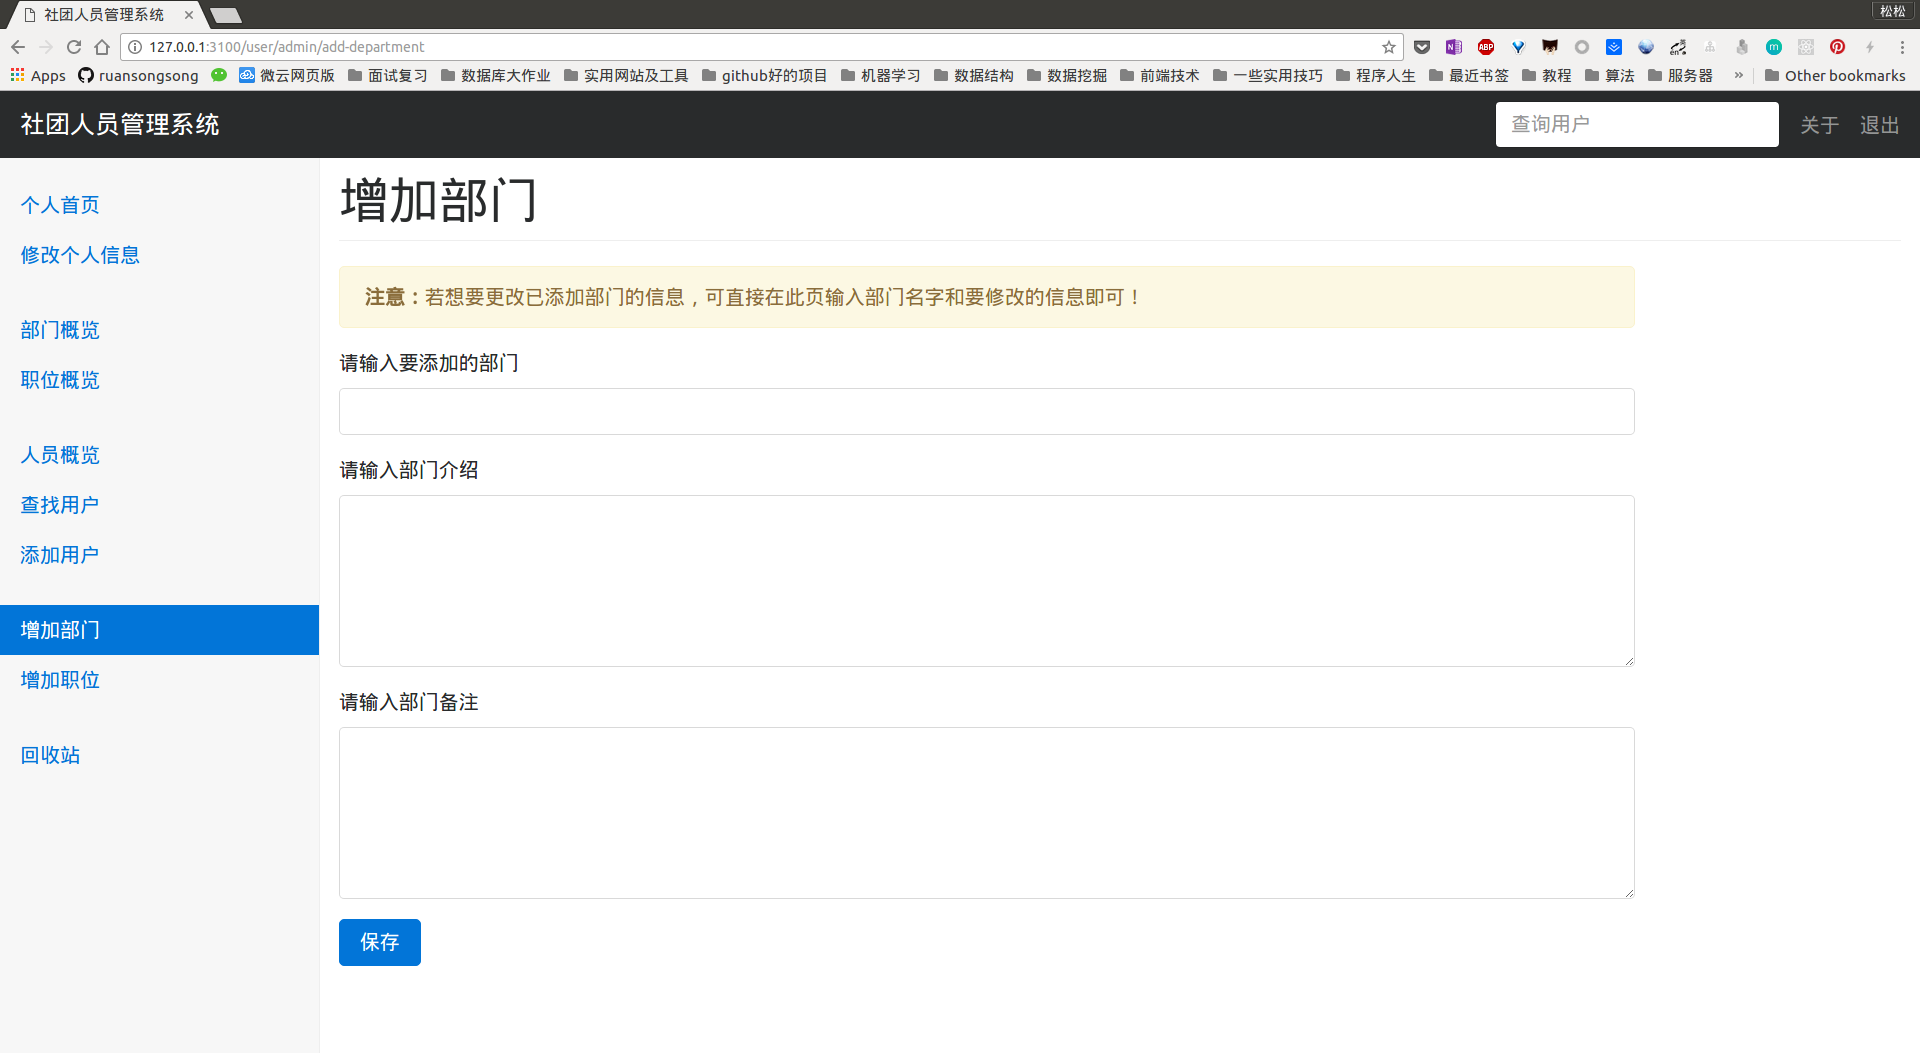 社团人员管理系统
松松
127.0.0.1:3100/user/admin/add-department
Apps ruansongsong 微云网页版 面试复习 数据库大作业 实用网站及工具 github好的项目 机器学习 数据结构 数据挖掘 前端技术 一些实用技巧 程序人生 最近书签 教程 算法 服务器 » Other bookmarks
社团人员管理系统 查询用户 关于 退出
个人首页
修改个人信息
部门概览
职位概览
人员概览
查找用户
添加用户
增加部门
增加职位
回收站
增加部门
注意：若想要更改已添加部门的信息，可直接在此页输入部门名字和要修改的信息即可！
请输入要添加的部门
请输入部门介绍
请输入部门备注
保存